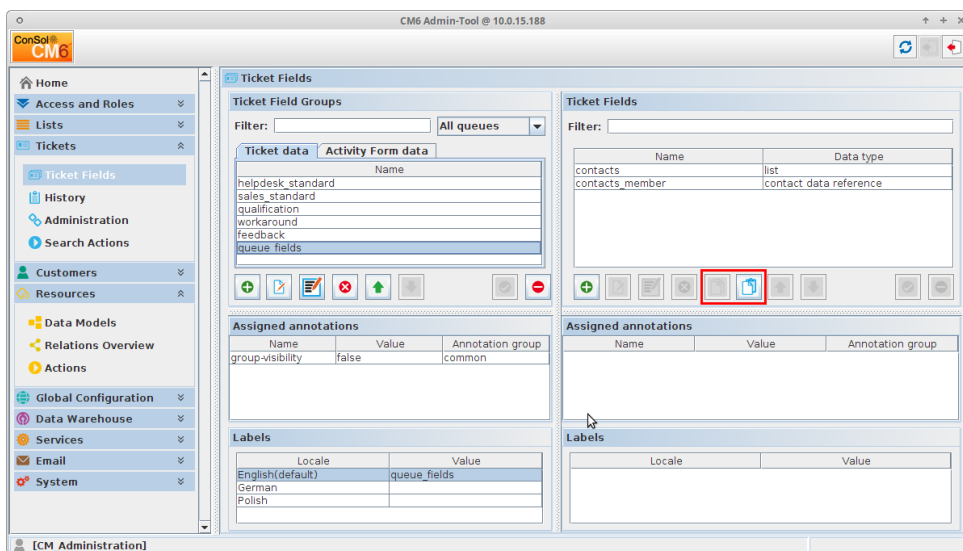 CM6 Admin-Tool @ 10.0.15.188
ConSol
CM6
Home
Access and Roles
Lists
Tickets
Ticket Fields
History
Administration
Search Actions
Customers
Resources
Data Models
Relations Overview
Actions
Global Configuration
Data Warehouse
Services
Email
System
Ticket Fields
Ticket Field Groups
Filter:
All queues
Ticket data
Activity Form data
Name
helpdesk_standard
sales_standard
qualification
workaround
feedback
queue fields
Assigned annotations
Name Value Annotation group
group-visibility false common
Labels
Locale Value
English(default) queue_fields
German
Polish
Ticket Fields
Filter:
Name Data type
contacts list
contacts_member contact data reference
Assigned annotations
Name Value Annotation group
Labels
Locale Value
[CM Administration]